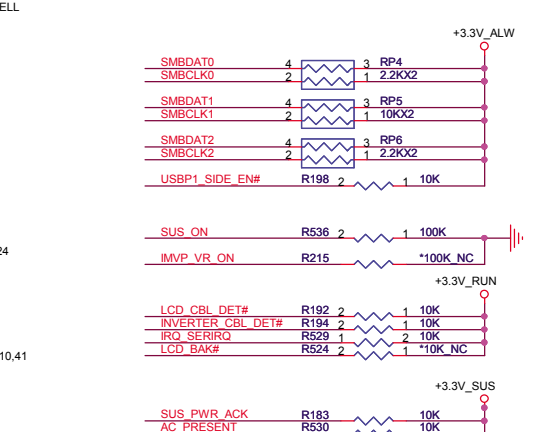 ELL
+3.3V_ALW
SMBDAT0 4 3 RP4
SMBCLK0 2 1 2.2KX2
SMBDAT1 4 3 RP5
SMBCLK1 2 1 10KX2
SMBDAT2 4 3 RP6
SMBCLK2 2 1 2.2KX2
USBP1_SIDE_EN# R198 2 1 10K
SUS_ON R536 2 1 100K
24
IMVP_VR_ON R215 *100K_NC
+3.3V_RUN
LCD_CBL_DET# R192 2 1 10K
INVERTER_CBL_DET# R194 2 1 10K
IRQ_SERIRQ R529 1 2 10K
LCD_BAK# R524 2 1 *10K_NC
10,41
+3.3V_SUS
SUS_PWR_ACK R183 10K
AC_PRESENT R530 10K